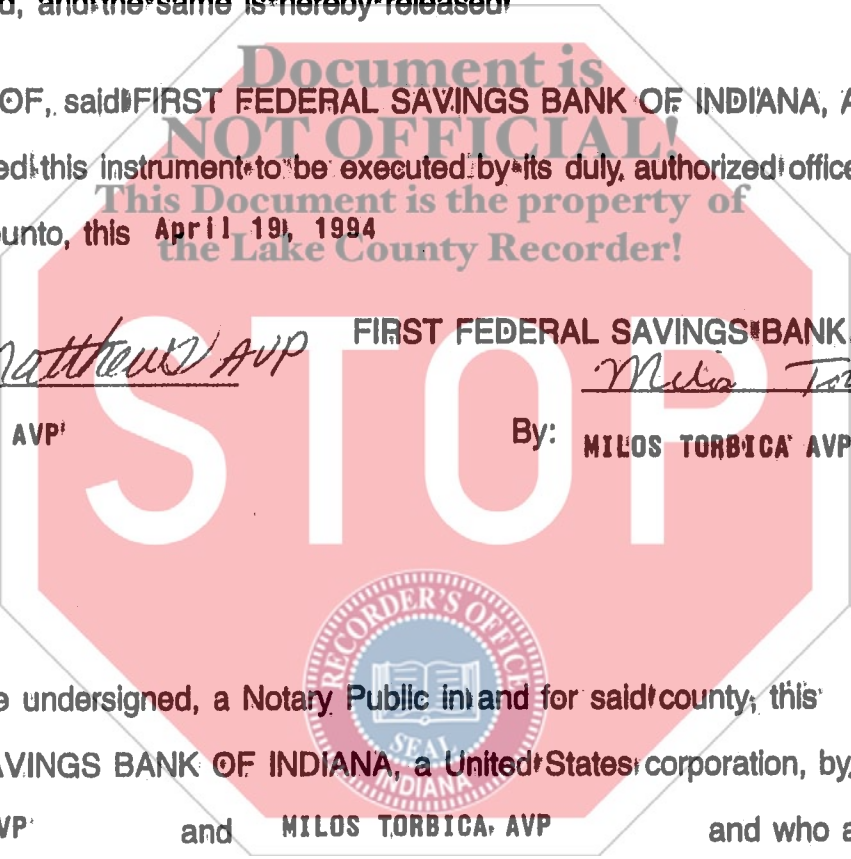 d, and the same is hereby released
Document is
OF, said FIRST FEDERAL SAVINGS BANK OF INDIANA, A
NOT OFFICIAL!
ed this instrument to be executed by its duly, authorized office
This Document is the property of
unto, this April 19, 1994
the Lake County Recorder!
STOP
FIRST FEDERAL SAVINGS BANK
Matthews AVP
Milos Tor
AVP
By: MILOS TORBICA AVP
RECORDER'S OFFICE
e undersigned, a Notary Public in and for said county, this
SEAL
AVINGS BANK OF INDIANA, a United States corporation, by
INDIANA
VP and MILOS TORBICA, AVP and who a